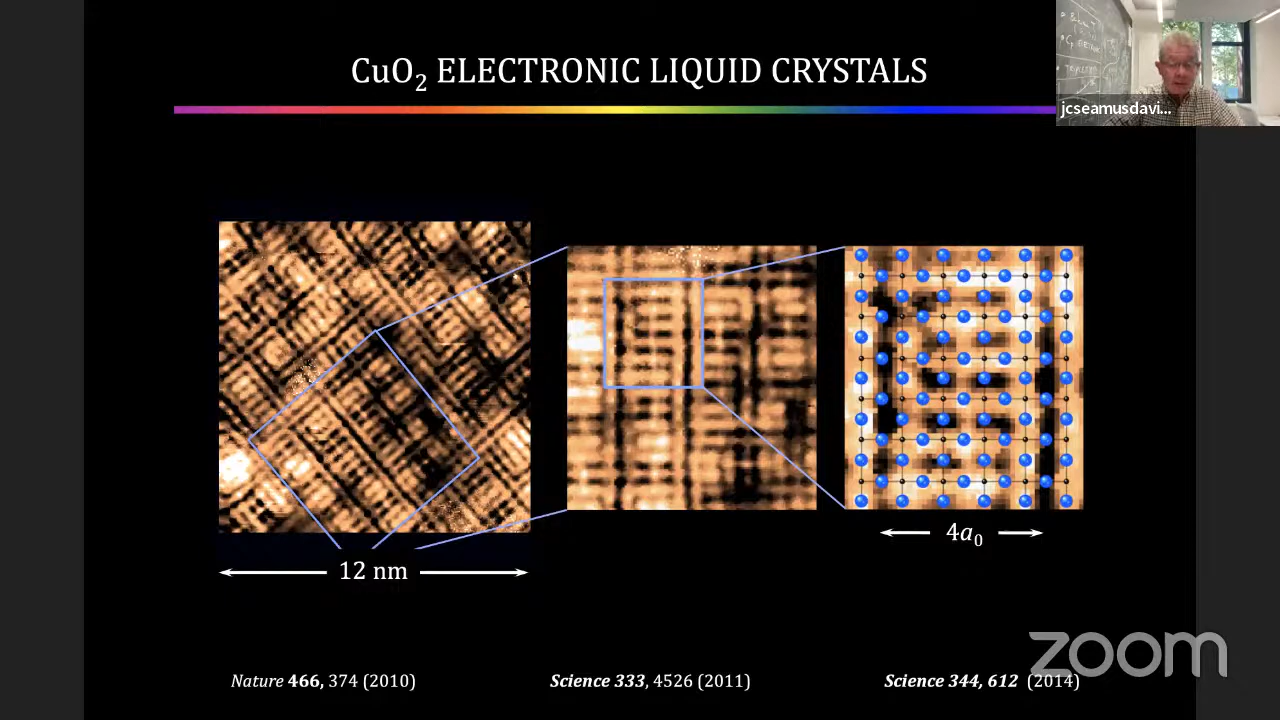 CuO₂ ELECTRONIC LIQUID CRYSTALS
jcseamusdavi...
4a₀
12 nm
zoom
Nature 466, 374 (2010)
Science 333, 4526 (2011)
Science 344, 612 (2014)